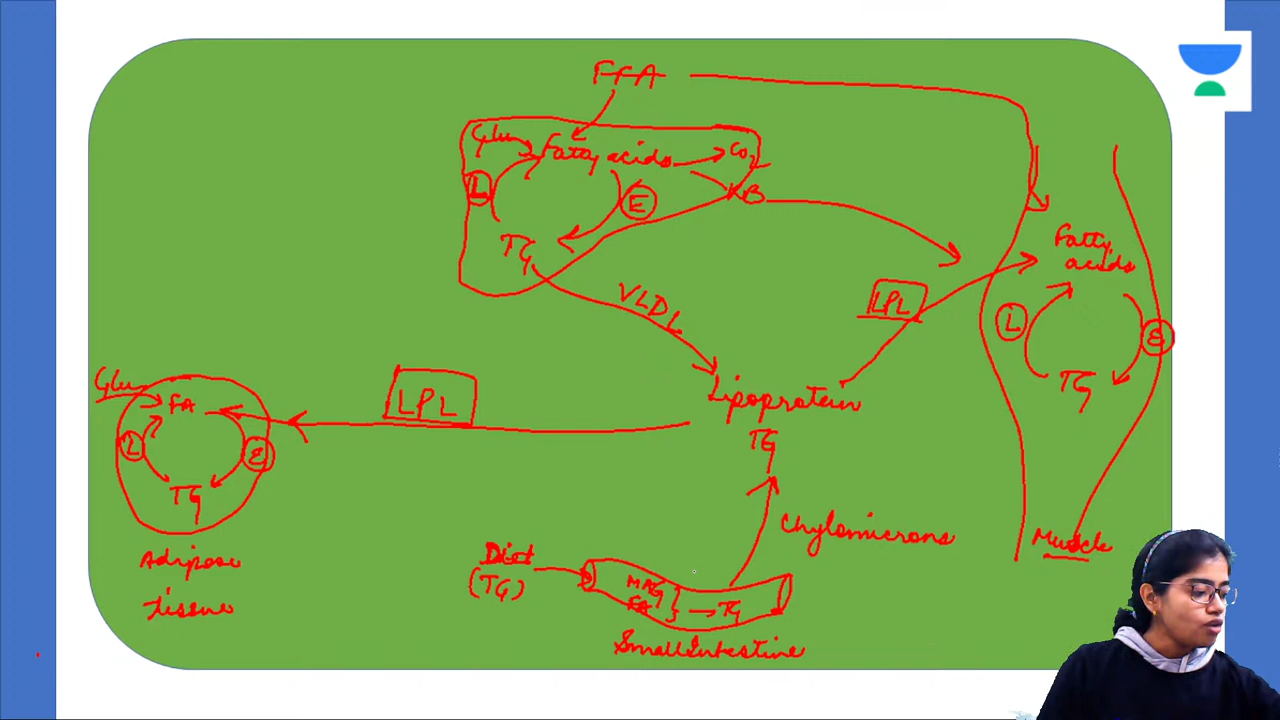 FFA
Glu
Fatty acids
CO2
L
E
KB
TG
VLDL
LPL
Fatty
acids
L
E
TG
Muscle
Lipoprotein
TG
LPL
Glu
FA
L
E
TG
Adipose
tissue
Chylomicrons
Diet
(TG)
MAG
FA
TG
Small Intestine